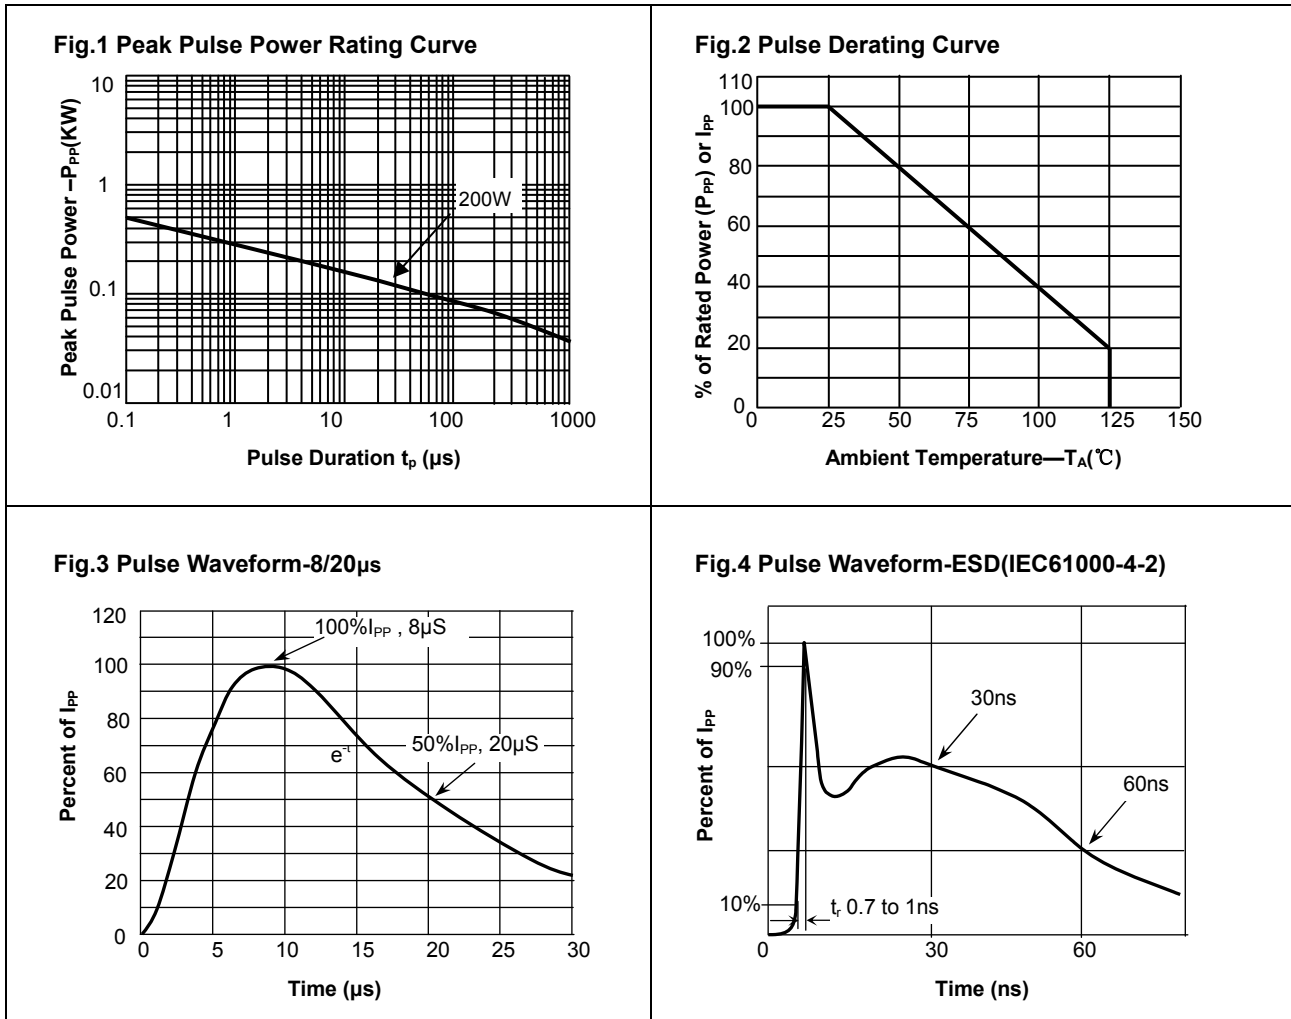 Fig.1 Peak Pulse Power Rating Curve
Peak Pulse Power –PPP(KW)
10
1
0.1
0.01
200W
0.1 1 10 100 1000
Pulse Duration tp (µs)
Fig.2 Pulse Derating Curve
% of Rated Power (PPP) or IPP
110
100
80
60
40
20
0
0 25 50 75 100 125 150
Ambient Temperature—TA(℃)
Fig.3 Pulse Waveform-8/20µs
Percent of IPP
120
100
80
60
40
20
0
100%IPP , 8µS
e-t
50%IPP, 20µS
0 5 10 15 20 25 30
Time (µs)
Fig.4 Pulse Waveform-ESD(IEC61000-4-2)
Percent of IPP
100%
90%
10%
30ns
60ns
tr 0.7 to 1ns
0 30 60
Time (ns)